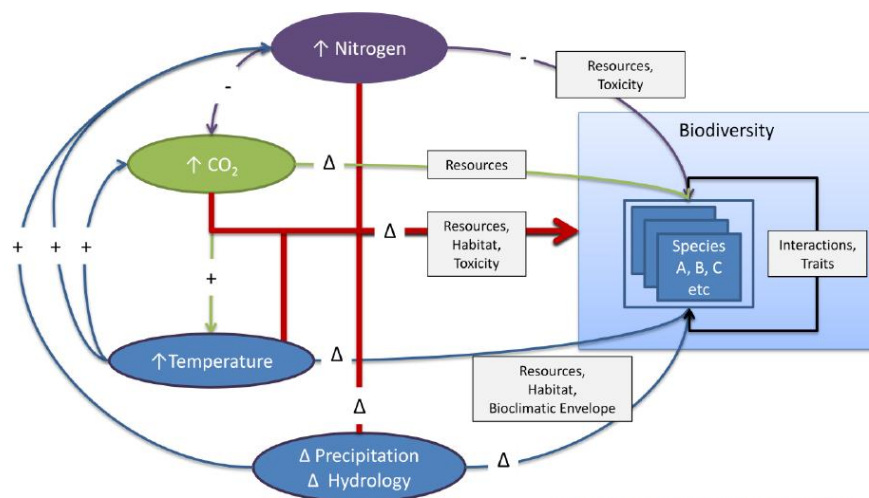 ↑ Nitrogen
-
Resources,
Toxicity
-
Biodiversity
↑ CO₂
Δ
Resources
+
+
+
Δ
Resources,
Habitat,
Toxicity
Species
A, B, C
etc
Interactions,
Traits
+
↑Temperature
Δ
Resources,
Habitat,
Bioclimatic Envelope
Δ
Δ Precipitation
Δ Hydrology
Δ